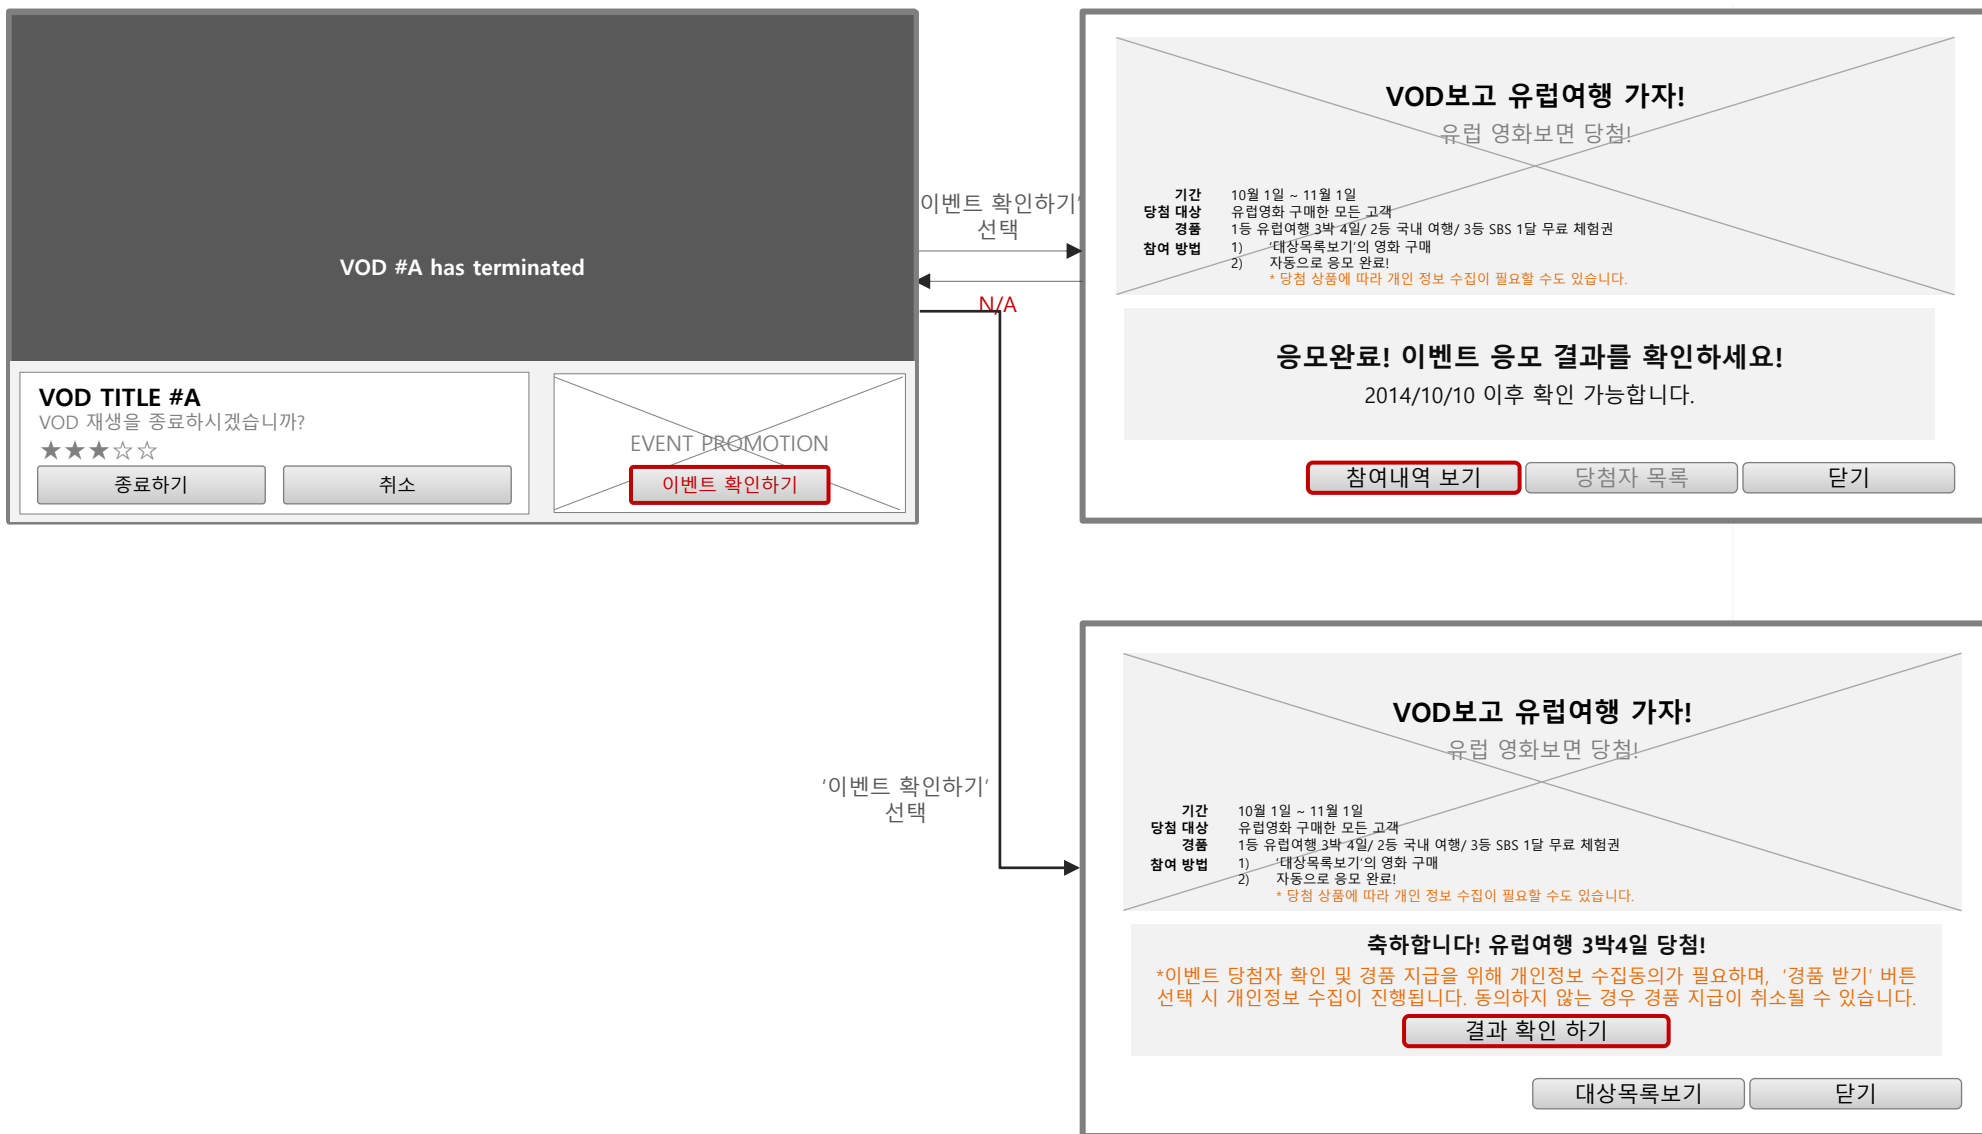 VOD #A has terminated
VOD TITLE #A
VOD 재생을 종료하시겠습니까?
★★★☆☆
종료하기
취소
EVENT PROMOTION
이벤트 확인하기
이벤트 확인하기'
선택
N/A
VOD보고 유럽여행 가자!
유럽 영화보면 당첨!
기간 10월 1일 ~ 11월 1일
당첨 대상 유럽영화 구매한 모든 고객
경품 1등 유럽여행 3박 4일/ 2등 국내 여행/ 3등 SBS 1달 무료 체험권
참여 방법 1) '대상목록보기'의 영화 구매
2) 자동으로 응모 완료!
* 당첨 상품에 따라 개인 정보 수집이 필요할 수도 있습니다.
응모완료! 이벤트 응모 결과를 확인하세요!
2014/10/10 이후 확인 가능합니다.
참여내역 보기
당첨자 목록
닫기
'이벤트 확인하기'
선택
VOD보고 유럽여행 가자!
유럽 영화보면 당첨!
기간 10월 1일 ~ 11월 1일
당첨 대상 유럽영화 구매한 모든 고객
경품 1등 유럽여행 3박 4일/ 2등 국내 여행/ 3등 SBS 1달 무료 체험권
참여 방법 1) '대상목록보기'의 영화 구매
2) 자동으로 응모 완료!
* 당첨 상품에 따라 개인 정보 수집이 필요할 수도 있습니다.
축하합니다! 유럽여행 3박4일 당첨!
*이벤트 당첨자 확인 및 경품 지급을 위해 개인정보 수집동의가 필요하며, '경품 받기' 버튼
선택 시 개인정보 수집이 진행됩니다. 동의하지 않는 경우 경품 지급이 취소될 수 있습니다.
결과 확인 하기
대상목록보기
닫기